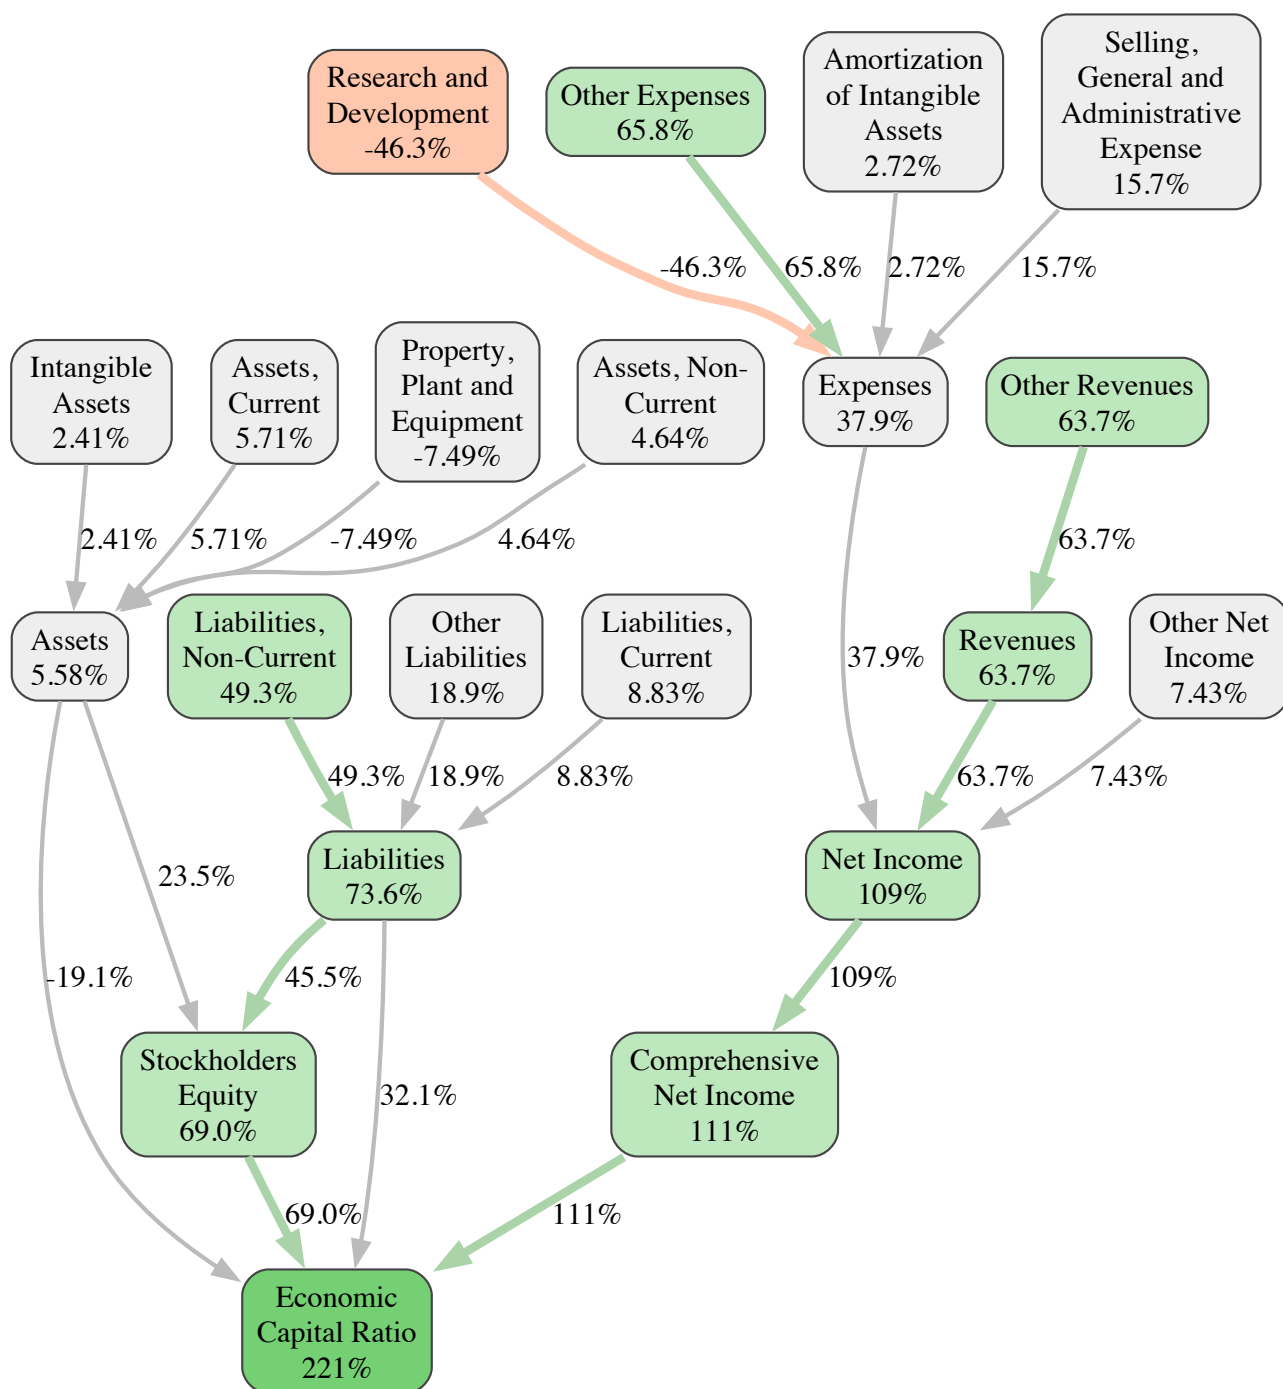 Research and
Development
-46.3%
Other Expenses
65.8%
Amortization
of Intangible
Assets
2.72%
Selling,
General and
Administrative
Expense
15.7%
-46.3%
65.8%
2.72%
15.7%
Intangible
Assets
2.41%
Assets,
Current
5.71%
Property,
Plant and
Equipment
-7.49%
Assets, Non-
Current
4.64%
Expenses
37.9%
Other Revenues
63.7%
2.41%
5.71%
-7.49%
4.64%
63.7%
Assets
5.58%
Liabilities,
Non-Current
49.3%
Other
Liabilities
18.9%
Liabilities,
Current
8.83%
37.9%
Revenues
63.7%
Other Net
Income
7.43%
49.3%
18.9%
8.83%
63.7%
7.43%
23.5%
Liabilities
73.6%
Net Income
109%
-19.1%
45.5%
109%
Stockholders
Equity
69.0%
32.1%
Comprehensive
Net Income
111%
69.0%
111%
Economic
Capital Ratio
221%